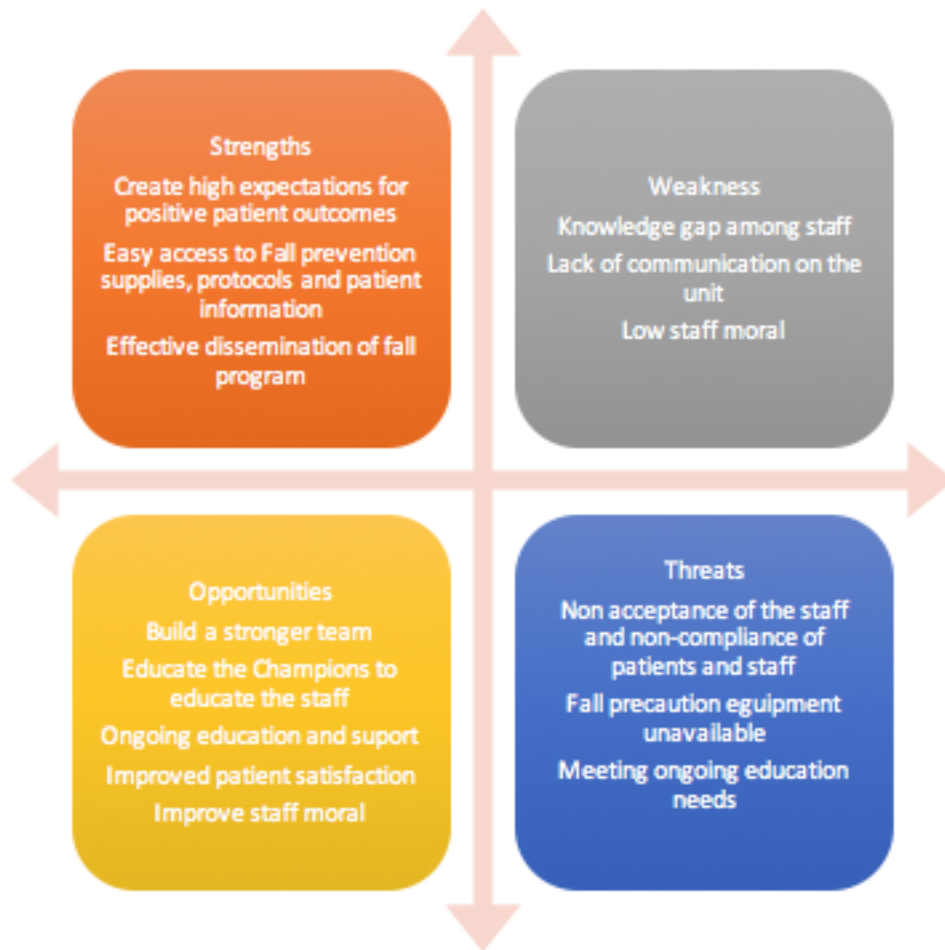 Strengths
Create high expectations for
positive patient outcomes
Easy access to Fall prevention
supplies, protocols and patient
information
Effective dissemination of fall
program
Weakness
Knowledge gap among staff
Lack of communication on the
unit
Low staff moral
Opportunities
Build a stronger team
Educate the Champions to
educate the staff
Ongoing education and suport
Improved patient satisfaction
Improve staff moral
Threats
Non acceptance of the staff
and non-compliance of
patients and staff
Fall precaution eguipment
unavailable
Meeting ongoing education
needs